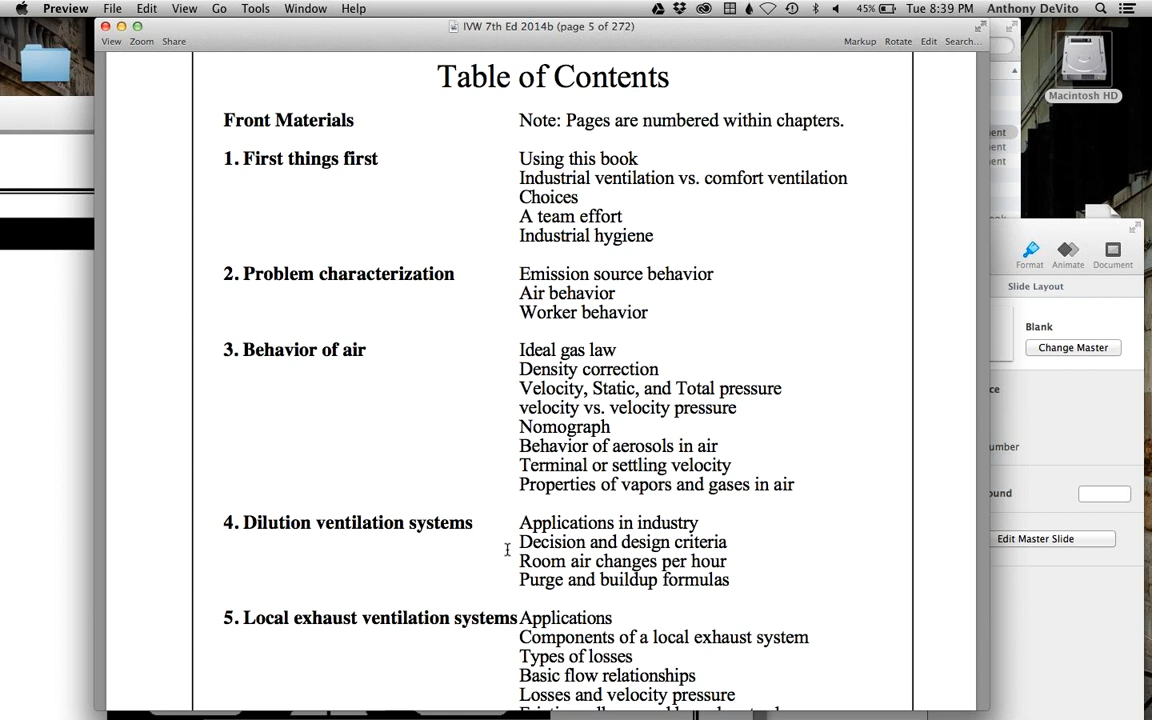 Preview File Edit View Go Tools Window Help 45% Tue 8:39 PM Anthony DeVito
IVW 7th Ed 2014b (page 5 of 272)
View Zoom Share Markup Rotate Edit Search...
Table of Contents
Front Materials Note: Pages are numbered within chapters.
1. First things first Using this book
Industrial ventilation vs. comfort ventilation
Choices
A team effort
Industrial hygiene
2. Problem characterization Emission source behavior
Air behavior
Worker behavior
3. Behavior of air Ideal gas law
Density correction
Velocity, Static, and Total pressure
velocity vs. velocity pressure
Nomograph
Behavior of aerosols in air
Terminal or settling velocity
Properties of vapors and gases in air
4. Dilution ventilation systems Applications in industry
Decision and design criteria
Room air changes per hour
Purge and buildup formulas
5. Local exhaust ventilation systems Applications
Components of a local exhaust system
Types of losses
Basic flow relationships
Losses and velocity pressure
Macintosh HD
ent
ent
ent
Format Animate Document
Slide Layout
Blank
Change Master
ce
umber
ound
Edit Master Slide